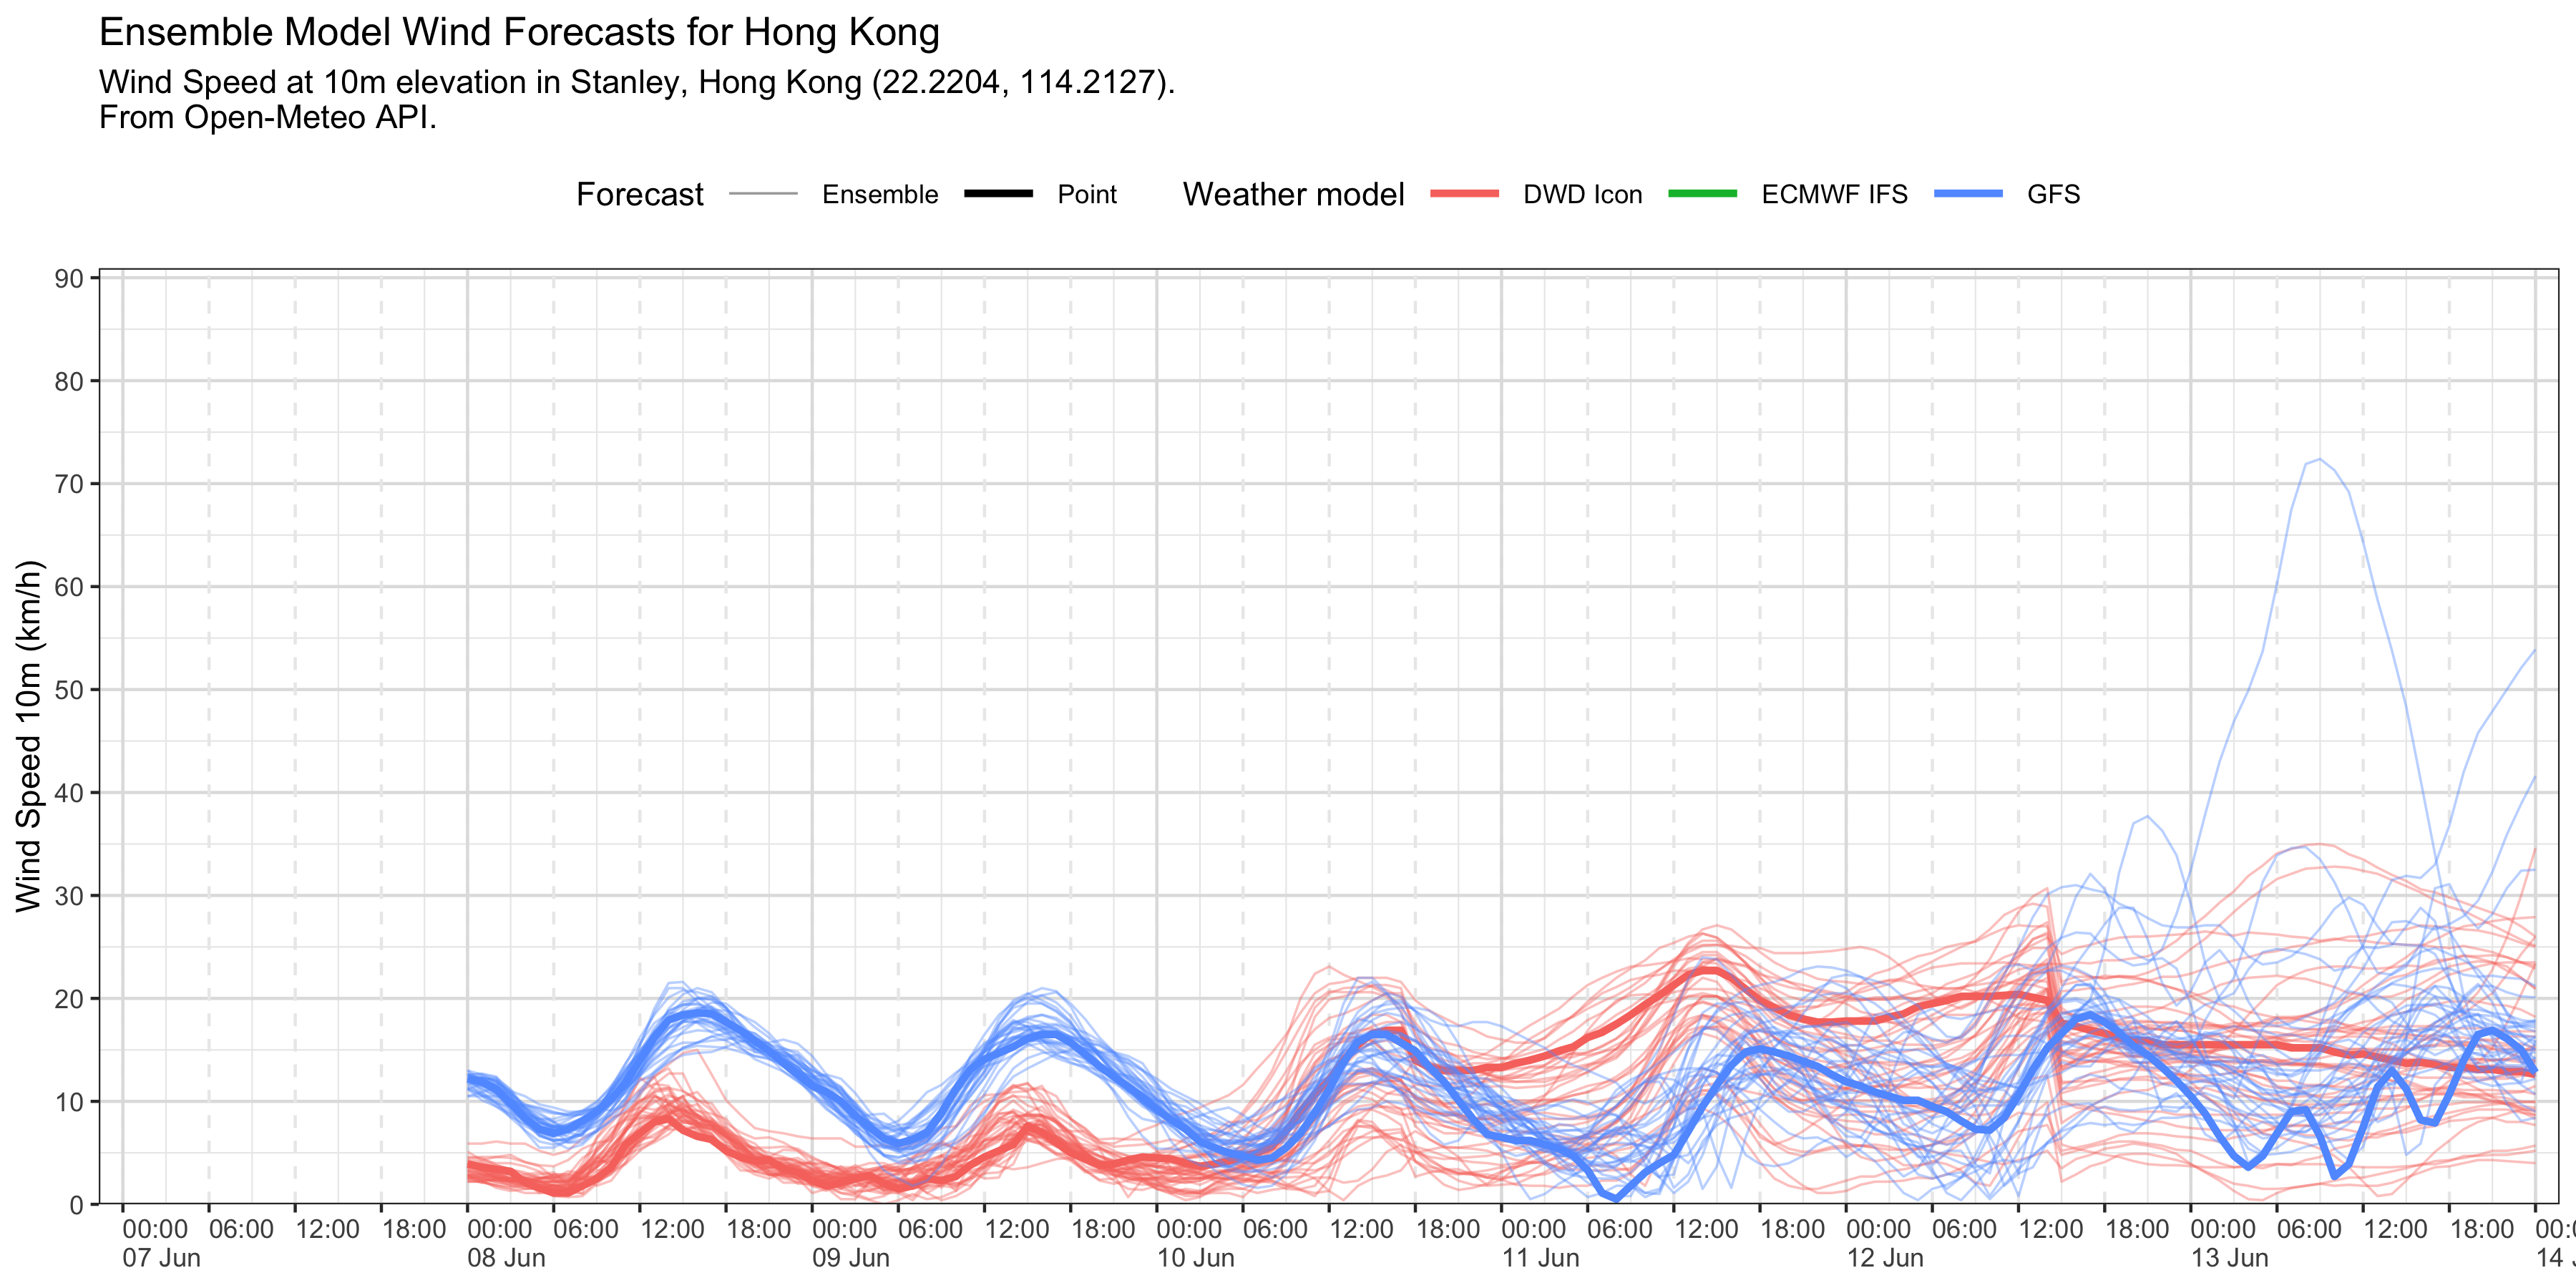 Ensemble Model Wind Forecasts for Hong Kong
Wind Speed at 10m elevation in Stanley, Hong Kong (22.2204, 114.2127).
From Open-Meteo API.
Forecast Ensemble Point Weather model DWD Icon ECMWF IFS GFS
Wind Speed 10m (km/h)
90
80
70
60
50
40
30
20
10
0
00:00 06:00 12:00 18:00 00:00 06:00 12:00 18:00 00:00 06:00 12:00 18:00 00:00 06:00 12:00 18:00 00:00 06:00 12:00 18:00 00:00 06:00 12:00 18:00 00:00 06:00 12:00 18:00
07 Jun 08 Jun 09 Jun 10 Jun 11 Jun 12 Jun 13 Jun 14